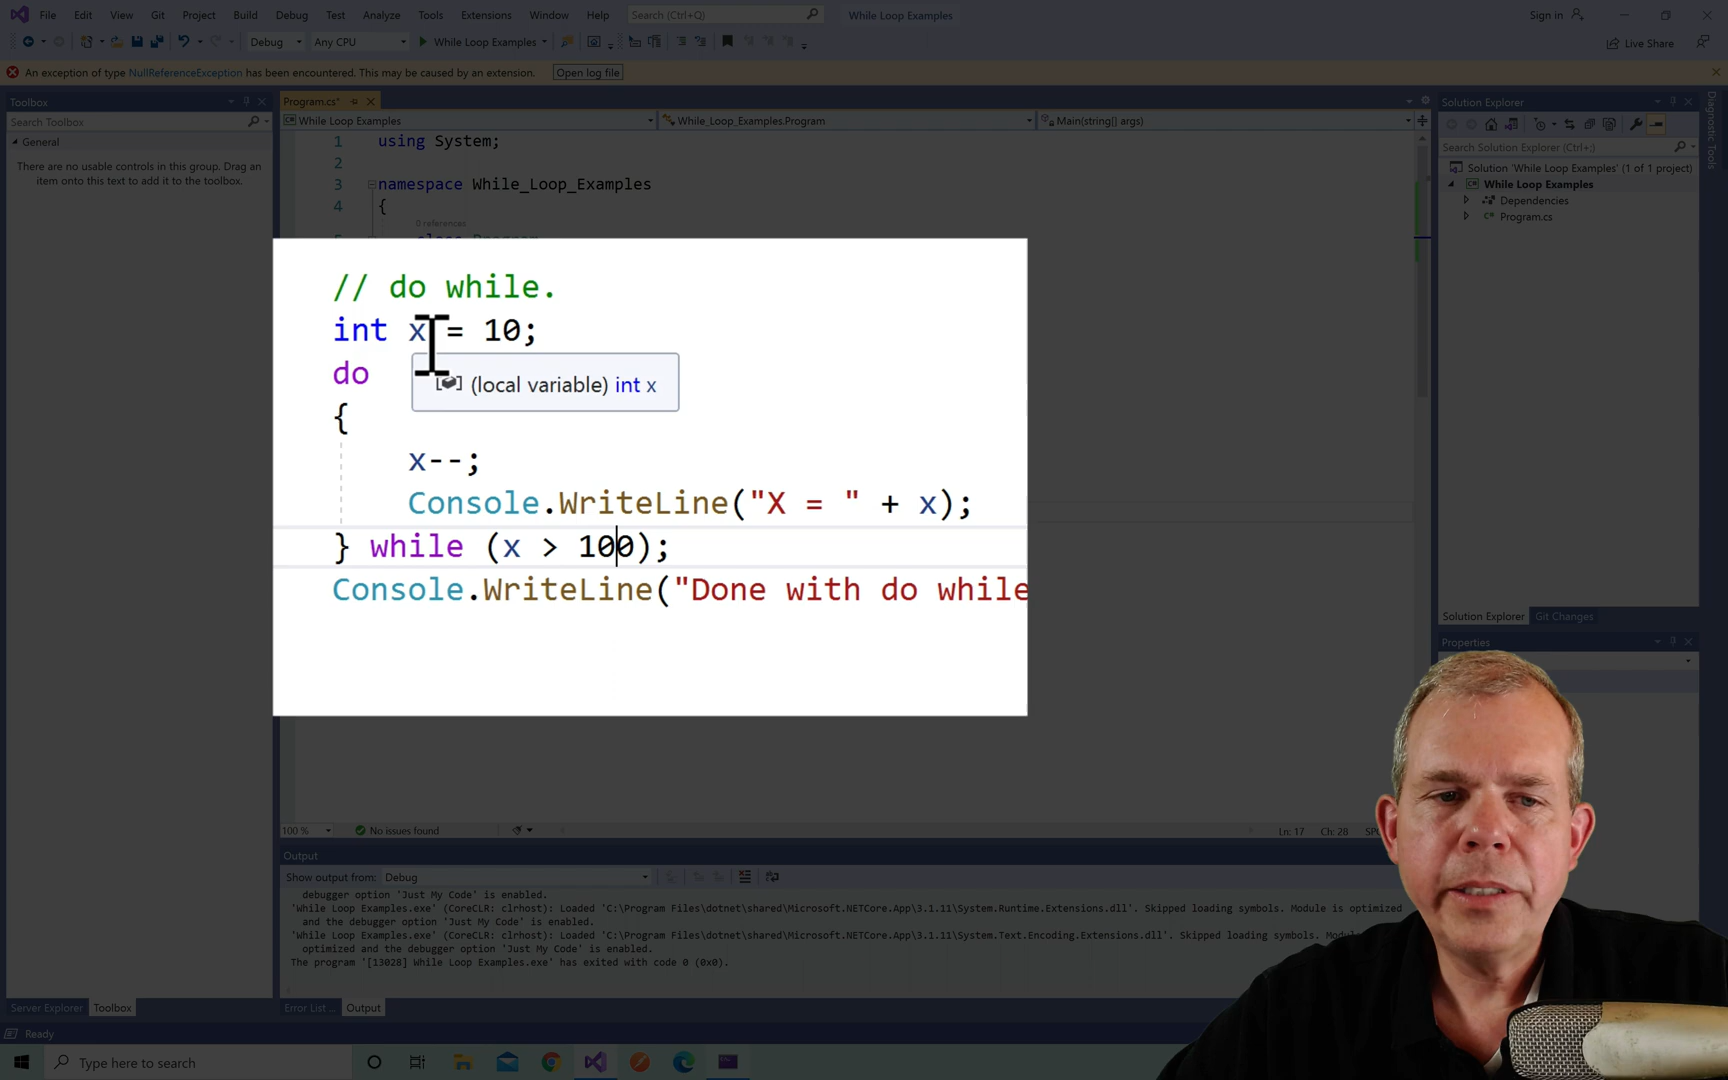 File Edit View Git Project Build Debug Test Analyze Tools Extensions Window Help Search (Ctrl+Q) While Loop Examples Sign in
Debug Any CPU While Loop Examples Live Share
An exception of type NullReferenceException has been encountered. This may be caused by an extension. Open log file
Toolbox
Search Toolbox
General
There are no usable controls in this group. Drag an
item onto this text to add it to the toolbox.
Program.cs*
While Loop Examples While_Loop_Examples.Program Main(string[] args)
1 using System;
2
3 namespace While_Loop_Examples
4 {
0 references
// do while.
int x = 10;
do
(local variable) int x
{
x--;
Console.WriteLine("X = " + x);
} while (x > 100);
Console.WriteLine("Done with do while
100 % No issues found Ln: 17 Ch: 28
Solution Explorer
Search Solution Explorer (Ctrl+;)
Solution 'While Loop Examples' (1 of 1 project)
While Loop Examples
Dependencies
Program.cs
Solution Explorer Git Changes
Properties
Diagnostic Tools
Output
Show output from: Debug
debugger option 'Just My Code' is enabled.
'While Loop Examples.exe' (CoreCLR: clrhost): Loaded 'C:\Program Files\dotnet\shared\Microsoft.NETCore.App\3.1.11\System.Runtime.Extensions.dll'. Skipped loading symbols. Module is optimized
and the debugger option 'Just My Code' is enabled.
'While Loop Examples.exe' (CoreCLR: clrhost): Loaded 'C:\Program Files\dotnet\shared\Microsoft.NETCore.App\3.1.11\System.Text.Encoding.Extensions.dll'. Skipped loading symbols.
optimized and the debugger option 'Just My Code' is enabled.
The program '[13028] While Loop Examples.exe' has exited with code 0 (0x0).
Server Explorer Toolbox Error List ... Output
Ready
Type here to search